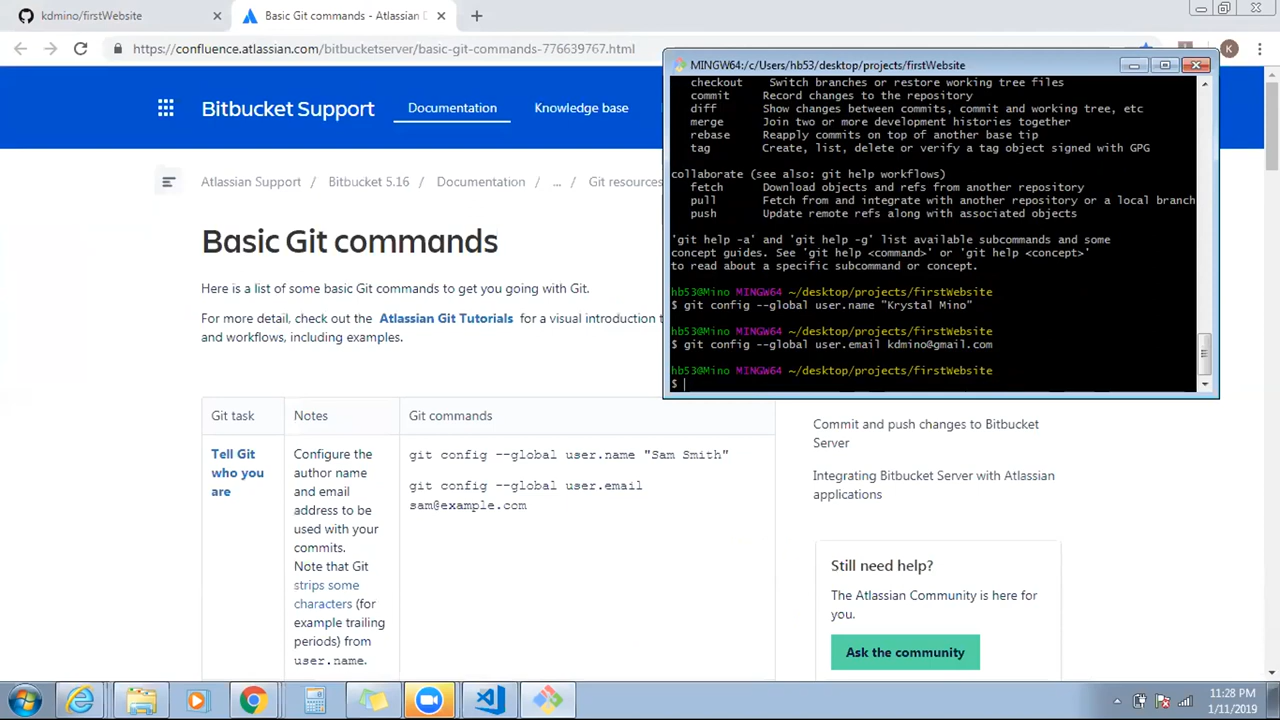 kdmino/firstWebsite
Basic Git commands - Atlassian D
https://confluence.atlassian.com/bitbucketserver/basic-git-commands-776639767.html
K
Bitbucket Support
Documentation
Knowledge base
Atlassian Support / Bitbucket 5.16 / Documentation / ... / Git resources
Basic Git commands
Here is a list of some basic Git commands to get you going with Git.
For more detail, check out the Atlassian Git Tutorials for a visual introduction t
and workflows, including examples.
Git task
Notes
Git commands
Tell Git
who you
are
Configure the
author name
and email
address to be
used with your
commits.
Note that Git
strips some
characters (for
example trailing
periods) from
user.name.
git config --global user.name "Sam Smith"
git config --global user.email
sam@example.com
MINGW64:/c/Users/hb53/desktop/projects/firstWebsite
checkout Switch branches or restore working tree files
commit Record changes to the repository
diff Show changes between commits, commit and working tree, etc
merge Join two or more development histories together
rebase Reapply commits on top of another base tip
tag Create, list, delete or verify a tag object signed with GPG
collaborate (see also: git help workflows)
fetch Download objects and refs from another repository
pull Fetch from and integrate with another repository or a local branch
push Update remote refs along with associated objects
'git help -a' and 'git help -g' list available subcommands and some
concept guides. See 'git help <command>' or 'git help <concept>'
to read about a specific subcommand or concept.
hb53@Mino MINGW64 ~/desktop/projects/firstWebsite
$ git config --global user.name "Krystal Mino"
hb53@Mino MINGW64 ~/desktop/projects/firstWebsite
$ git config --global user.email kdmino@gmail.com
hb53@Mino MINGW64 ~/desktop/projects/firstWebsite
$
Commit and push changes to Bitbucket
Server
Integrating Bitbucket Server with Atlassian
applications
Still need help?
The Atlassian Community is here for
you.
Ask the community
11:28 PM
1/11/2019